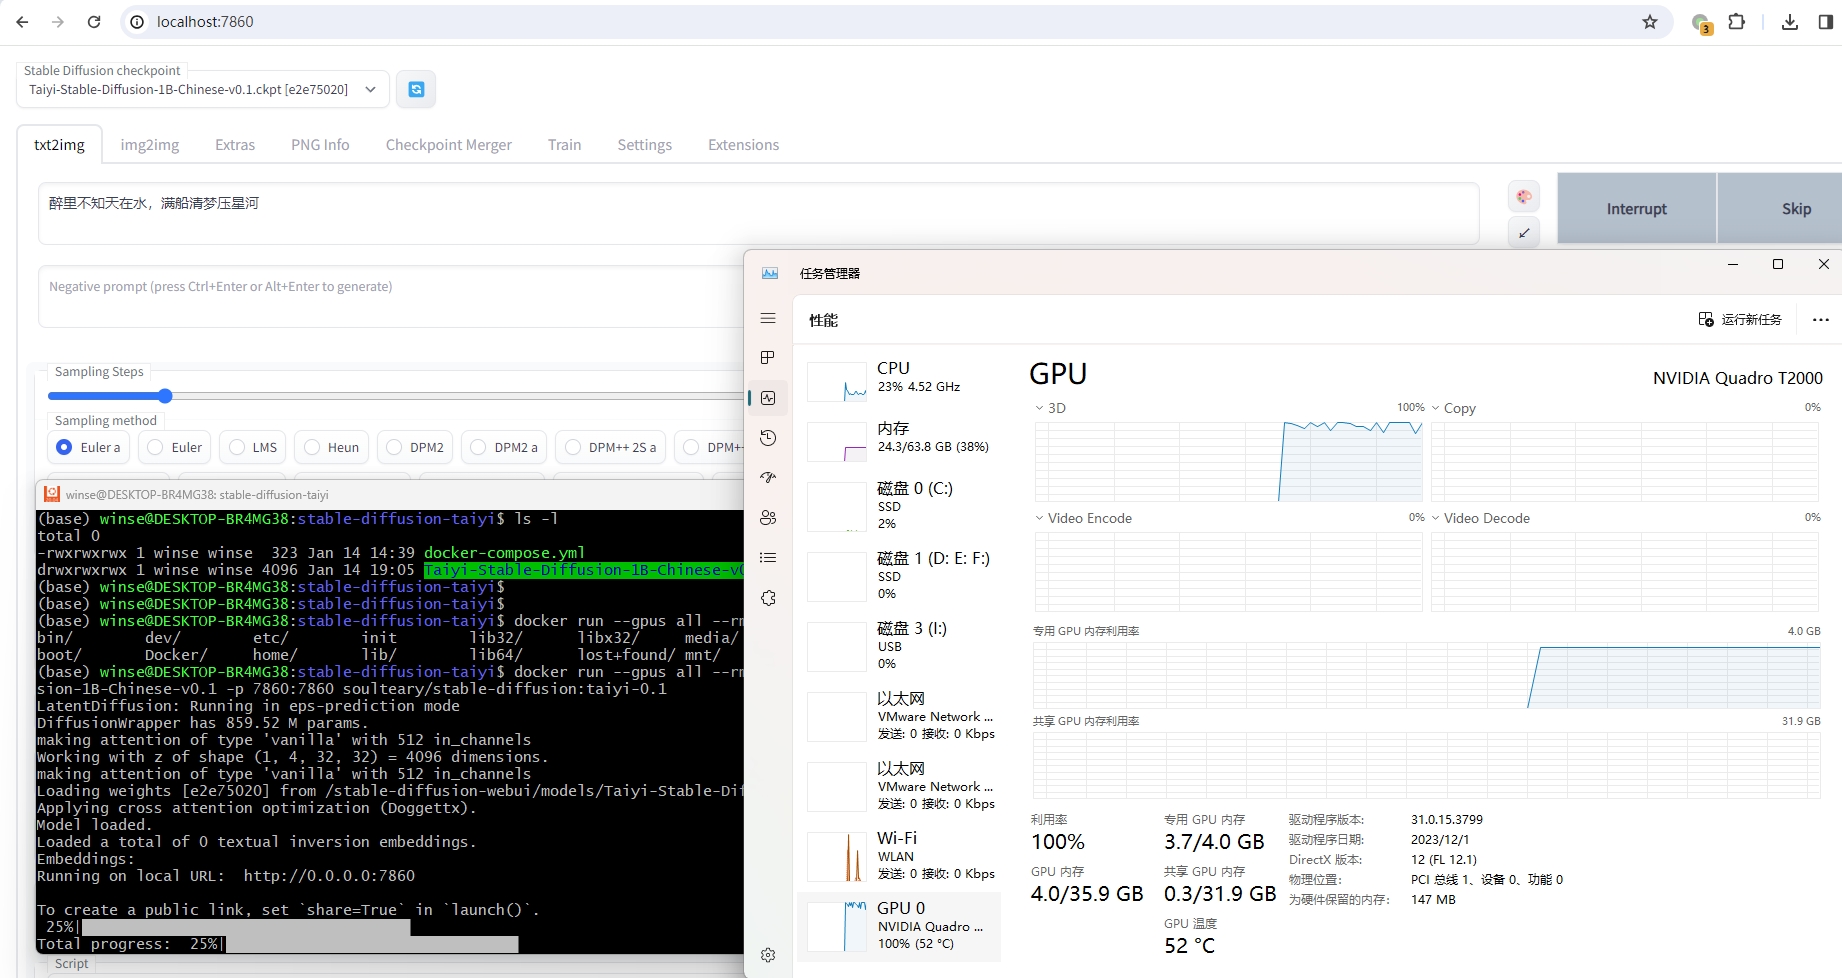 localhost:7860
3
Stable Diffusion checkpoint
Taiyi-Stable-Diffusion-1B-Chinese-v0.1.ckpt [e2e75020]
txt2img img2img Extras PNG Info Checkpoint Merger Train Settings Extensions
醉里不知天在水，满船清梦压星河
Interrupt Skip
Negative prompt (press Ctrl+Enter or Alt+Enter to generate)
Sampling Steps
Sampling method
Euler a Euler LMS Heun DPM2 DPM2 a DPM++ 2S a DPM+
winse@DESKTOP-BR4MG38: stable-diffusion-taiyi
(base) winse@DESKTOP-BR4MG38:stable-diffusion-taiyi$ ls -l
total 0
-rwxrwxrwx 1 winse winse  323 Jan 14 14:39 docker-compose.yml
drwxrwxrwx 1 winse winse 4096 Jan 14 19:05 Taiyi-Stable-Diffusion-1B-Chinese-v0
(base) winse@DESKTOP-BR4MG38:stable-diffusion-taiyi$
(base) winse@DESKTOP-BR4MG38:stable-diffusion-taiyi$
(base) winse@DESKTOP-BR4MG38:stable-diffusion-taiyi$ docker run --gpus all --rm
bin/ dev/ etc/ init lib32/ libx32/ media/
boot/ Docker/ home/ lib/ lib64/ lost+found/ mnt/
(base) winse@DESKTOP-BR4MG38:stable-diffusion-taiyi$ docker run --gpus all --rm
sion-1B-Chinese-v0.1 -p 7860:7860 soulteary/stable-diffusion:taiyi-0.1
LatentDiffusion: Running in eps-prediction mode
DiffusionWrapper has 859.52 M params.
making attention of type 'vanilla' with 512 in_channels
Working with z of shape (1, 4, 32, 32) = 4096 dimensions.
making attention of type 'vanilla' with 512 in_channels
Loading weights [e2e75020] from /stable-diffusion-webui/models/Taiyi-Stable-Dif
Applying cross attention optimization (Doggettx).
Model loaded.
Loaded a total of 0 textual inversion embeddings.
Embeddings:
Running on local URL:  http://0.0.0.0:7860
To create a public link, set `share=True` in `launch()`.
25%|
Total progress:  25%|
Script
任务管理器
性能
运行新任务
CPU
23% 4.52 GHz
内存
24.3/63.8 GB (38%)
磁盘 0 (C:)
SSD
2%
磁盘 1 (D: E: F:)
SSD
0%
磁盘 3 (I:)
USB
0%
以太网
VMware Network ...
发送: 0 接收: 0 Kbps
以太网
VMware Network ...
发送: 0 接收: 0 Kbps
Wi-Fi
WLAN
发送: 0 接收: 0 Kbps
GPU 0
NVIDIA Quadro ...
100% (52 °C)
GPU
NVIDIA Quadro T2000
3D 100% Copy 0%
Video Encode 0% Video Decode 0%
专用 GPU 内存利用率 4.0 GB
共享 GPU 内存利用率 31.9 GB
利用率
100%
专用 GPU 内存
3.7/4.0 GB
GPU 内存
4.0/35.9 GB
共享 GPU 内存
0.3/31.9 GB
GPU 温度
52 °C
驱动程序版本: 31.0.15.3799
驱动程序日期: 2023/12/1
DirectX 版本: 12 (FL 12.1)
物理位置: PCI 总线 1、设备 0、功能 0
为硬件保留的内存: 147 MB